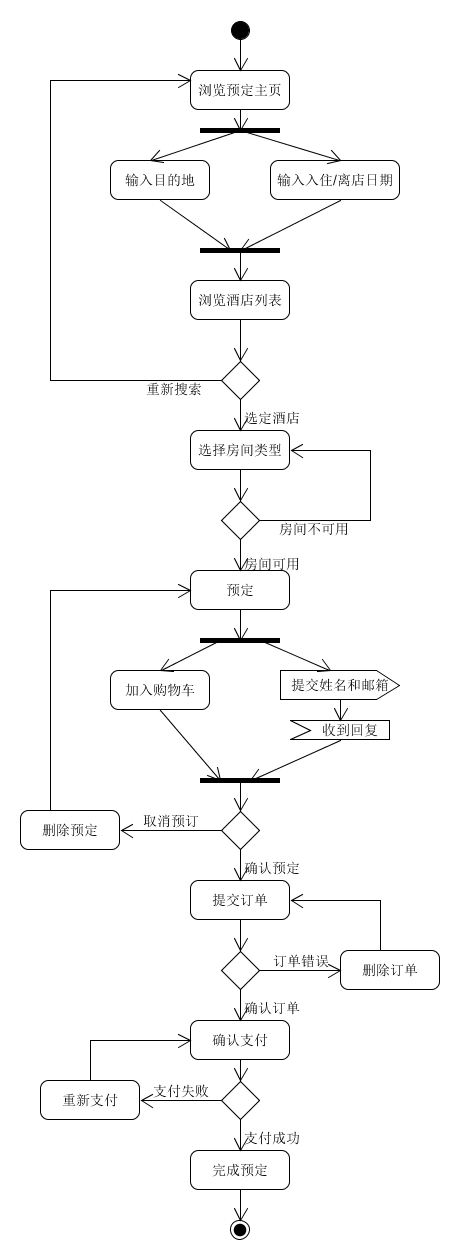 浏览预定主页
输入目的地
输入入住/离店日期
浏览酒店列表
重新搜索
选定酒店
选择房间类型
房间不可用
房间可用
预定
加入购物车
提交姓名和邮箱
收到回复
取消预订
删除预定
确认预定
提交订单
订单错误
删除订单
确认订单
确认支付
支付失败
重新支付
支付成功
完成预定